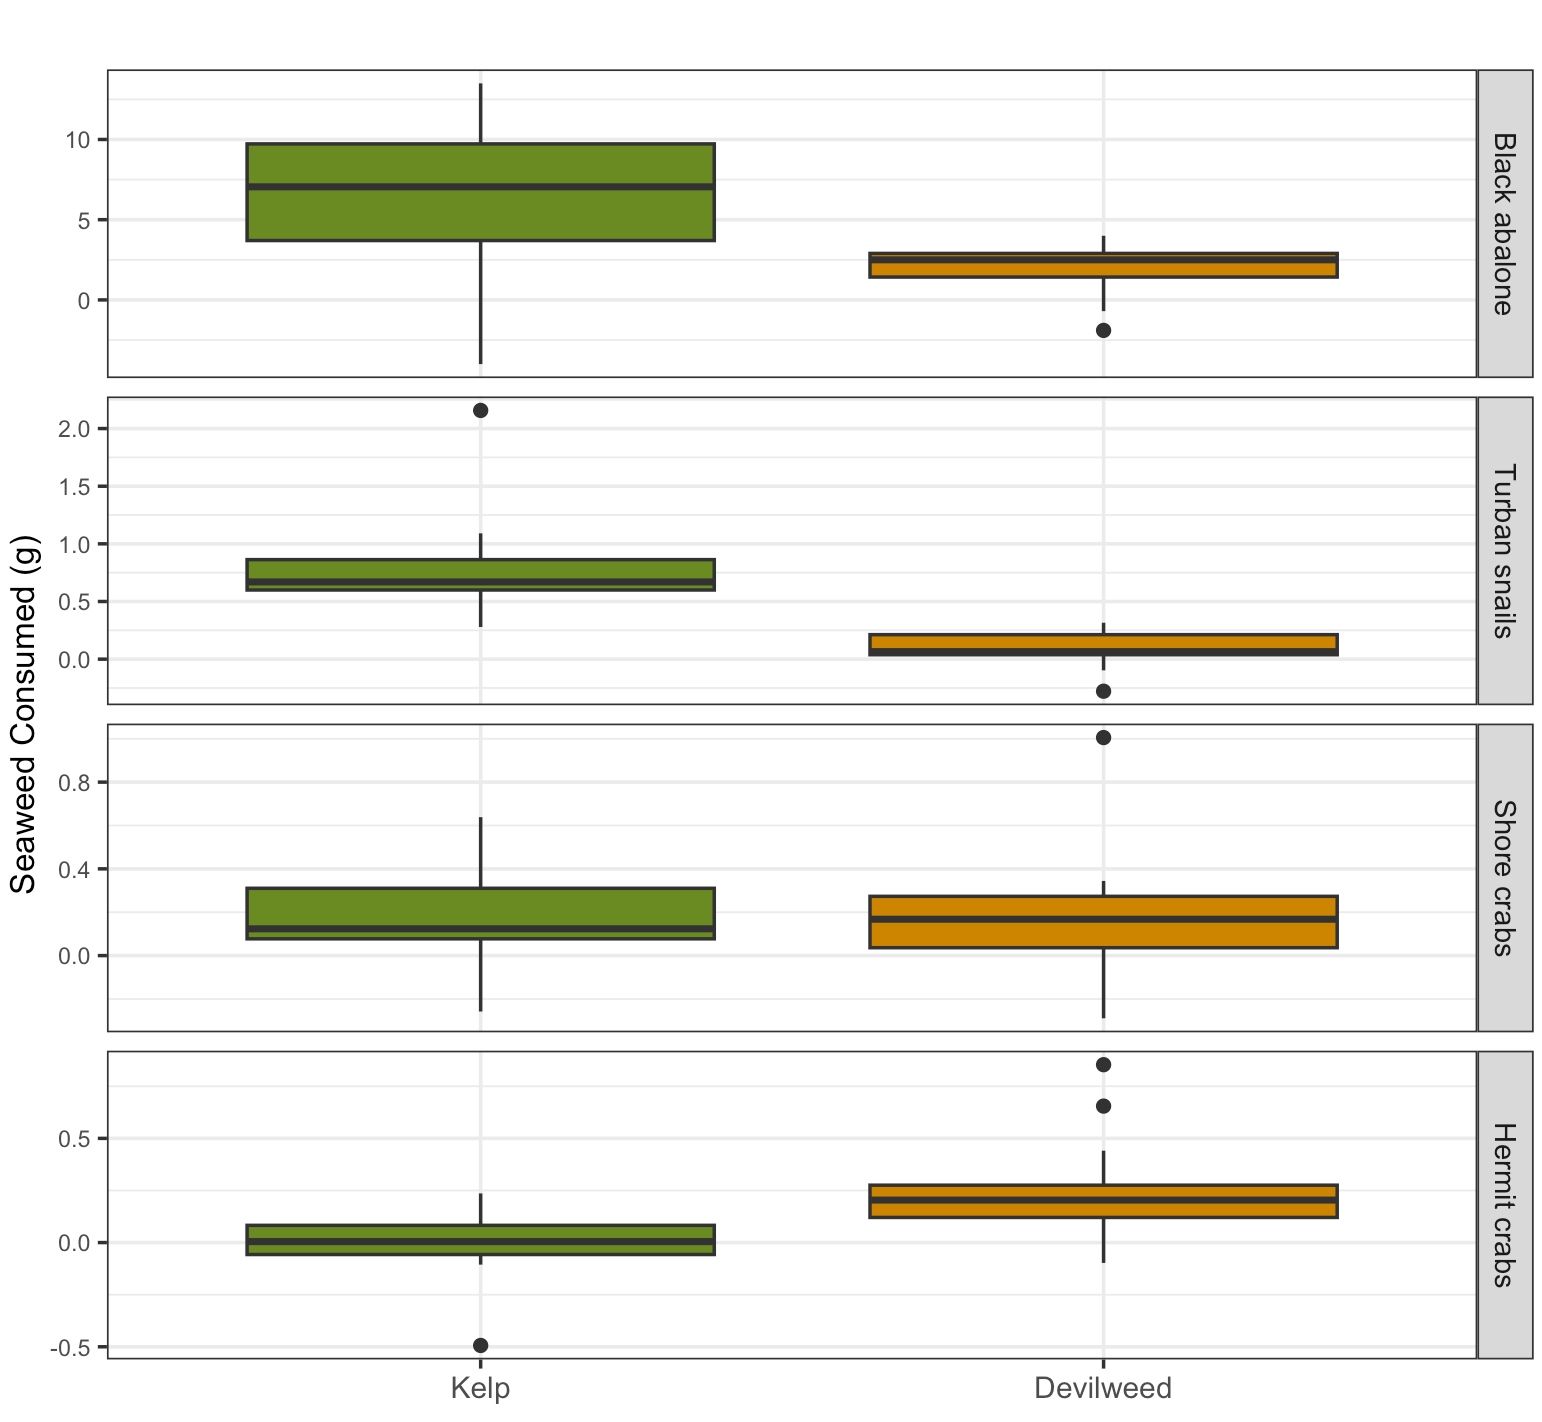 Seaweed Consumed (g)
10
5
0
Black abalone
2.0
1.5
1.0
0.5
0.0
Turban snails
0.8
0.4
0.0
Shore crabs
0.5
0.0
-0.5
Hermit crabs
Kelp
Devilweed